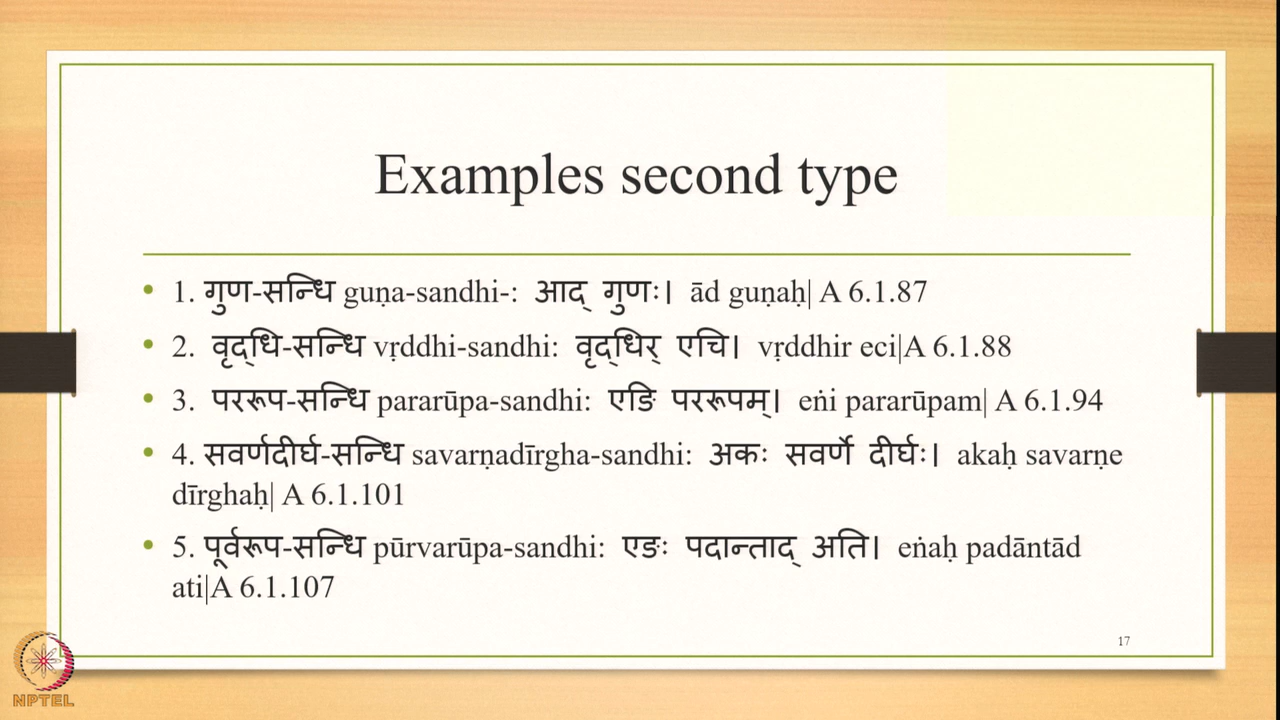 Examples second type
• 1. गुण-सन्धि guṇa-sandhi-: आद् गुणः। ād guṇaḥ| A 6.1.87
• 2. वृद्‌धि-सन्धि vṛddhi-sandhi: वृद्‌धिर् एचि। vṛddhir eci|A 6.1.88
• 3. पररूप-सन्धि pararūpa-sandhi: एङि पररूपम्। eṅi pararūpam| A 6.1.94
• 4. सवर्णदीर्घ-सन्धि savarṇadīrgha-sandhi: अकः सवर्णे दीर्घः। akaḥ savarṇe
dīrghaḥ| A 6.1.101
• 5. पूर्वरूप-सन्धि pūrvarūpa-sandhi: एङः पदान्ताद् अति। eṅaḥ padāntād
ati|A 6.1.107
17
NPTEL